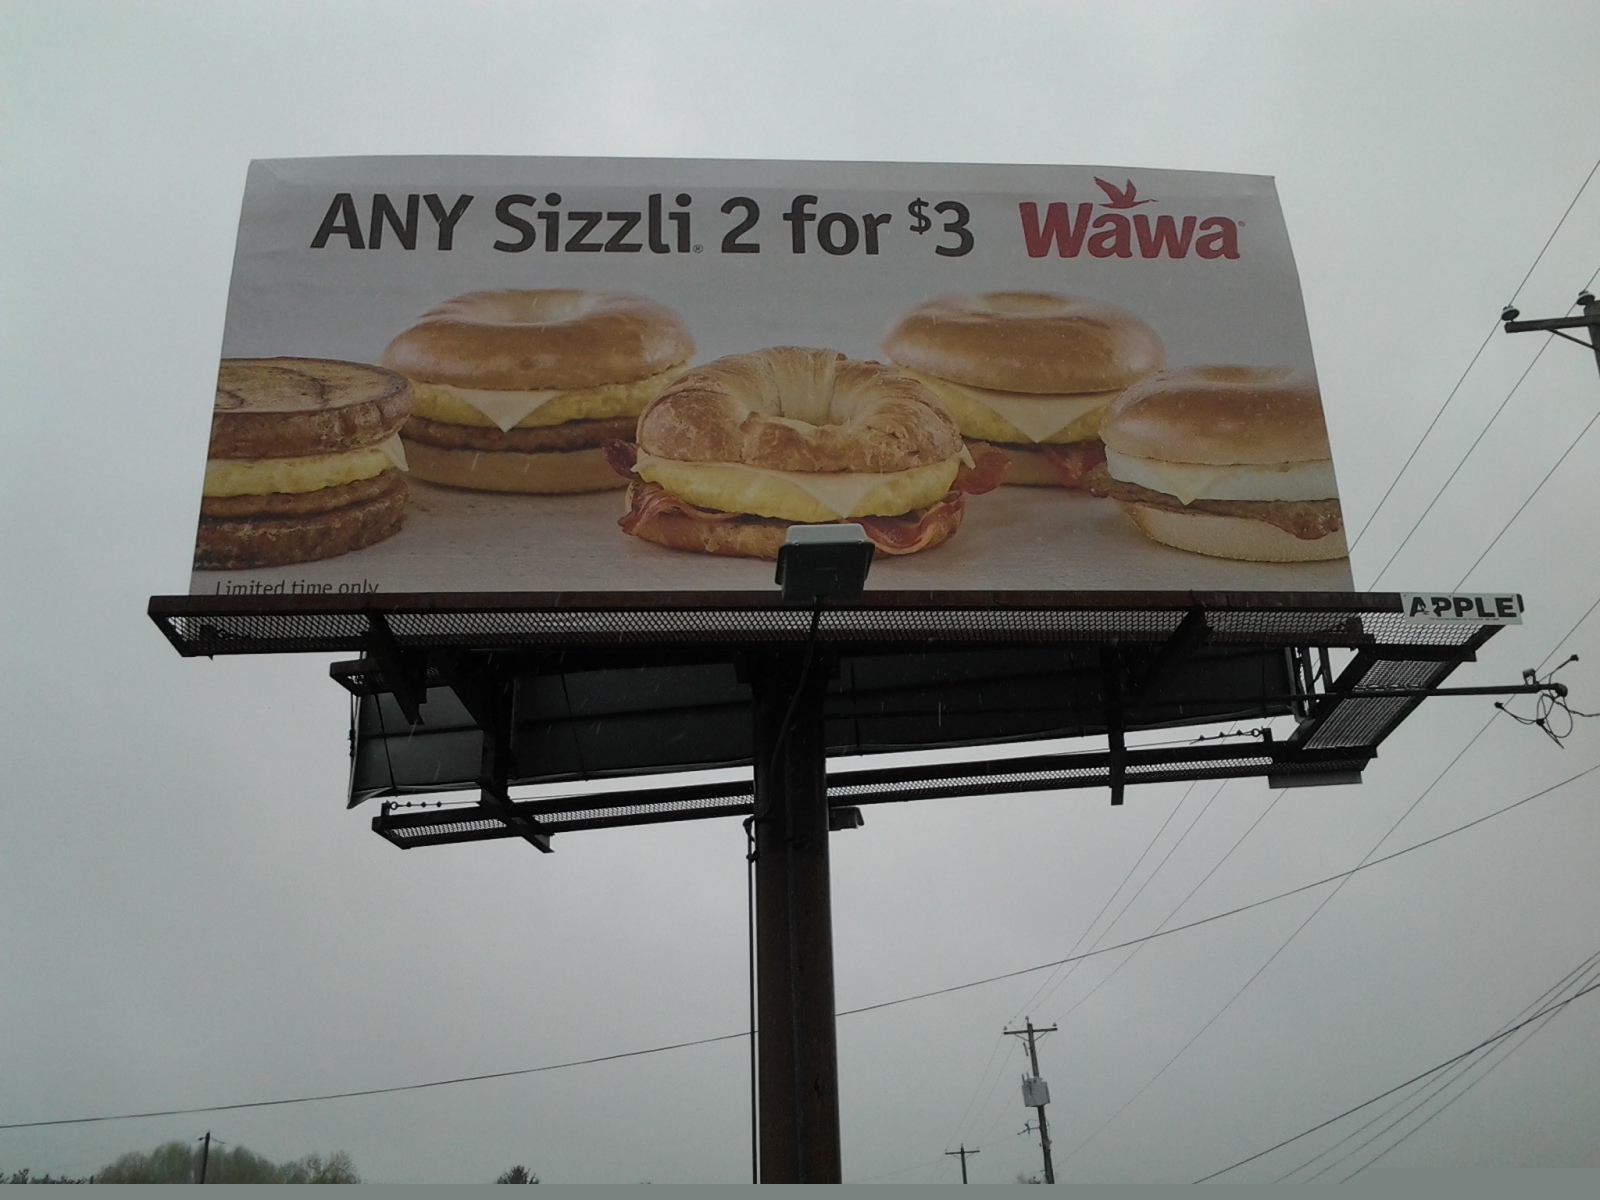 ANY Sizzli® 2 for $3 Wawa®
Limited time only
APPLE